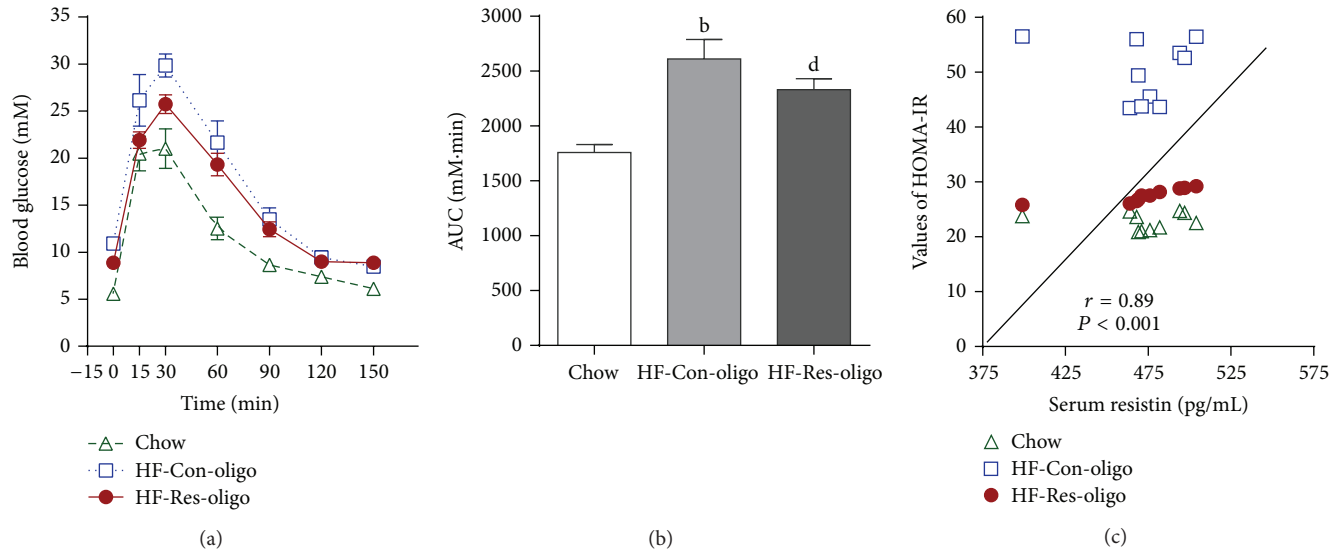 35
30
25
20
15
10
5
0
Blood glucose (mM)
−15 0 15 30 60 90 120 150
Time (min)
Chow
HF-Con-oligo
HF-Res-oligo
(a)
3000
2500
2000
1500
1000
500
0
AUC (mM·min)
b
d
Chow HF-Con-oligo HF-Res-oligo
(b)
60
50
40
30
20
10
0
Values of HOMA-IR
r = 0.89
P < 0.001
375 425 475 525 575
Serum resistin (pg/mL)
Chow
HF-Con-oligo
HF-Res-oligo
(c)